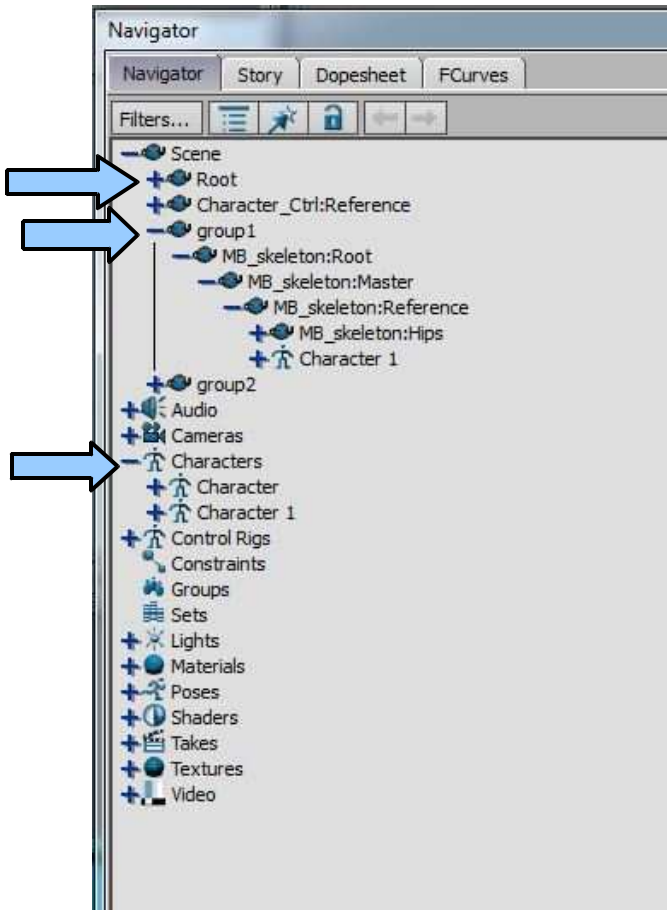 Navigator
Navigator Story Dopesheet FCurves
Filters...
Scene
Root
Character_Ctrl:Reference
group1
MB_skeleton:Root
MB_skeleton:Master
MB_skeleton:Reference
MB_skeleton:Hips
Character 1
group2
Audio
Cameras
Characters
Character
Character 1
Control Rigs
Constraints
Groups
Sets
Lights
Materials
Poses
Shaders
Takes
Textures
Video